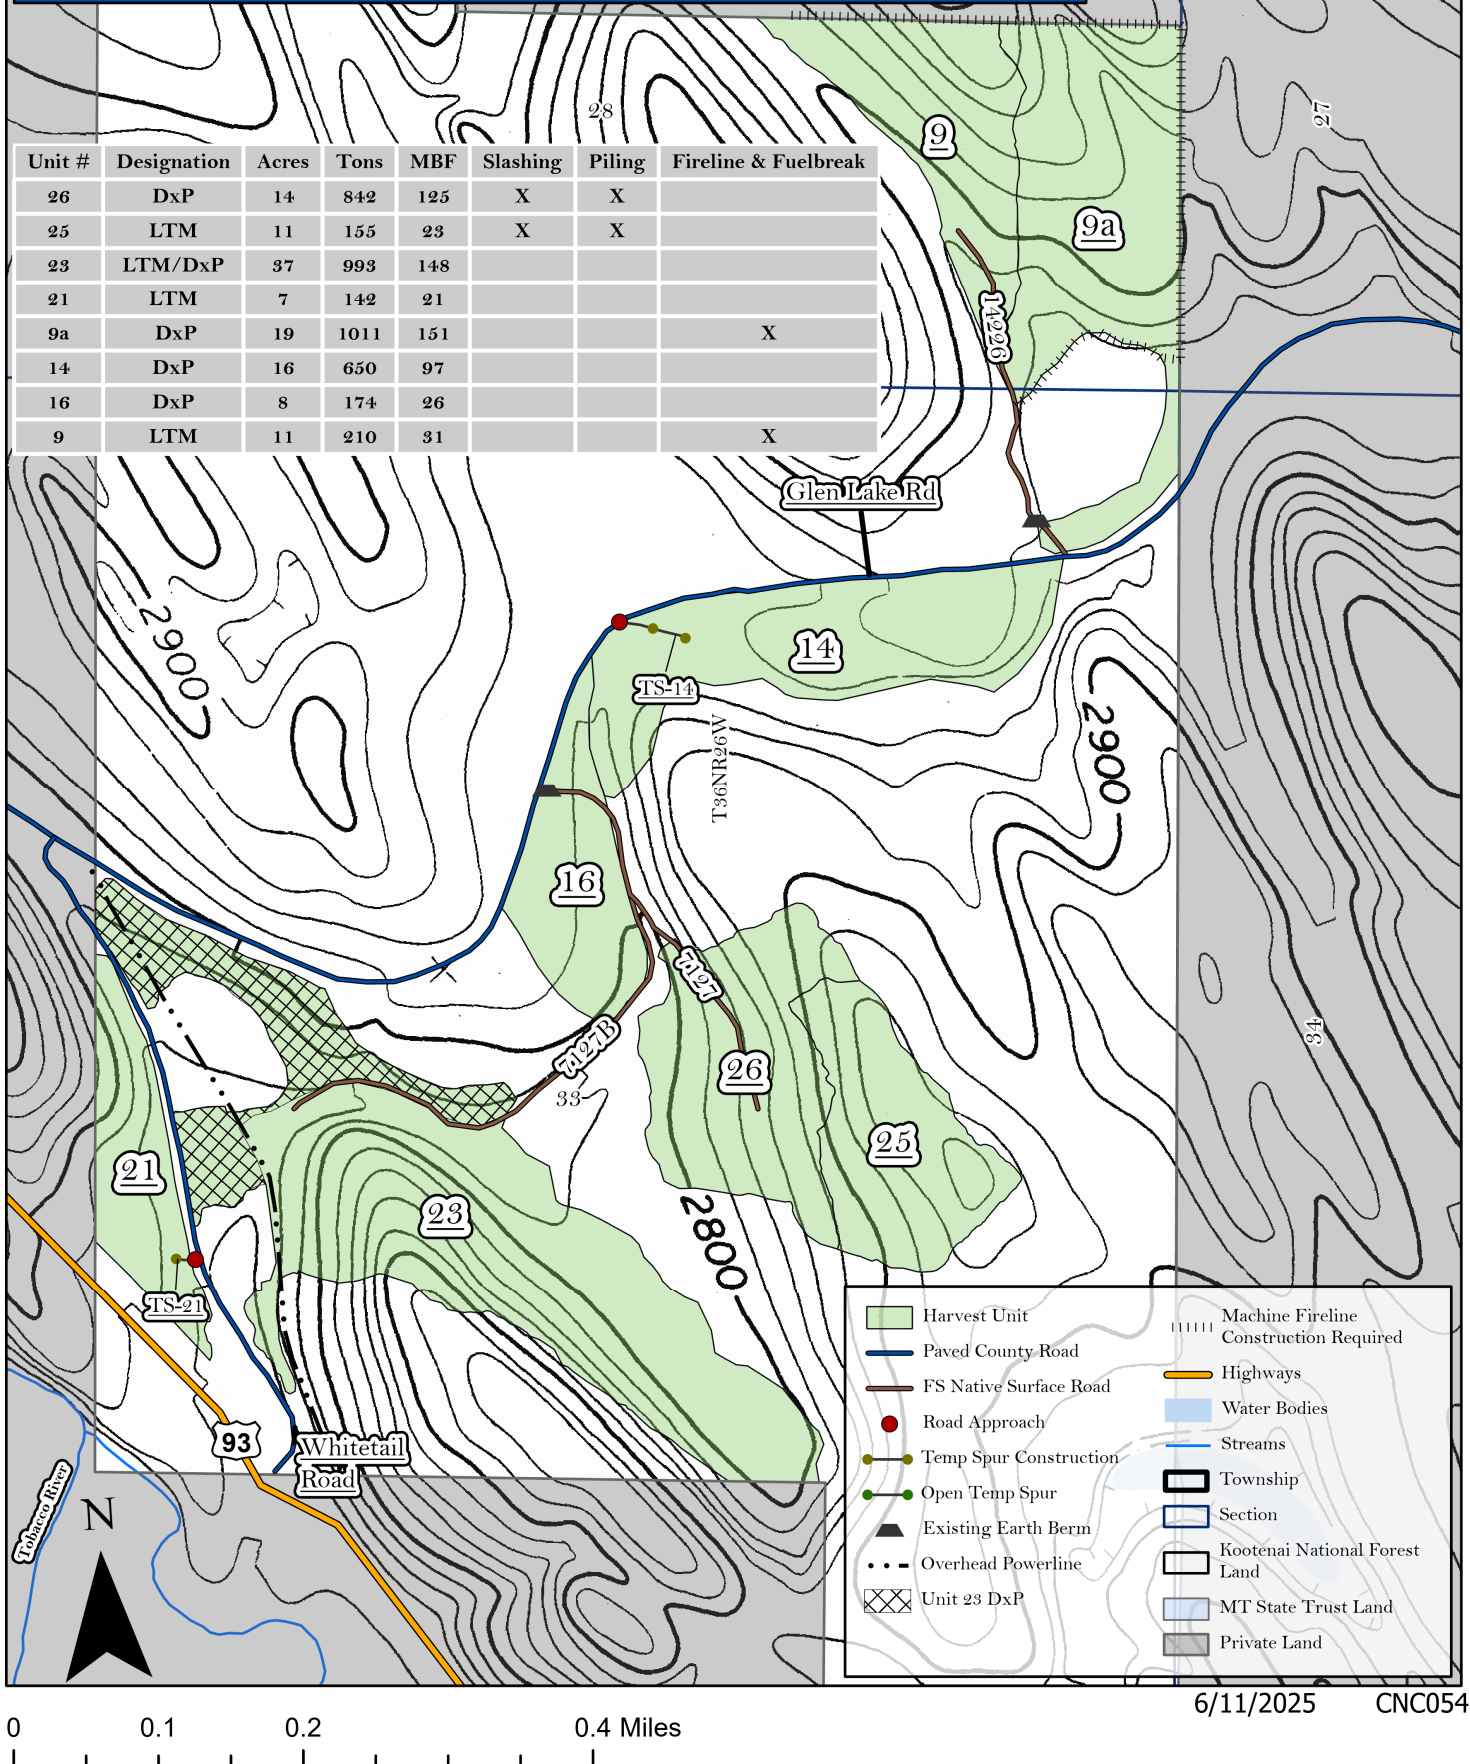 28
27
Unit # Designation Acres Tons MBF Slashing Piling Fireline & Fuelbreak
26 DxP 14 842 125 X X
25 LTM 11 155 23 X X
23 LTM/DxP 37 993 148
21 LTM 7 142 21
9a DxP 19 1011 151 X
14 DxP 16 650 97
16 DxP 8 174 26
9 LTM 11 210 31 X
9
9a
14226
Glen Lake Rd
2900
14
TS-14
T36NR26W
2900
16
7127
7127B
33
26
34
25
21
23
2800
TS-21
93
Whitetail
Road
Tobacco River
N
Harvest Unit
Paved County Road
FS Native Surface Road
Road Approach
Temp Spur Construction
Open Temp Spur
Existing Earth Berm
Overhead Powerline
Unit 23 DxP
Machine Fireline
Construction Required
Highways
Water Bodies
Streams
Township
Section
Kootenai National Forest
Land
MT State Trust Land
Private Land
6/11/2025 CNC054
0 0.1 0.2 0.4 Miles